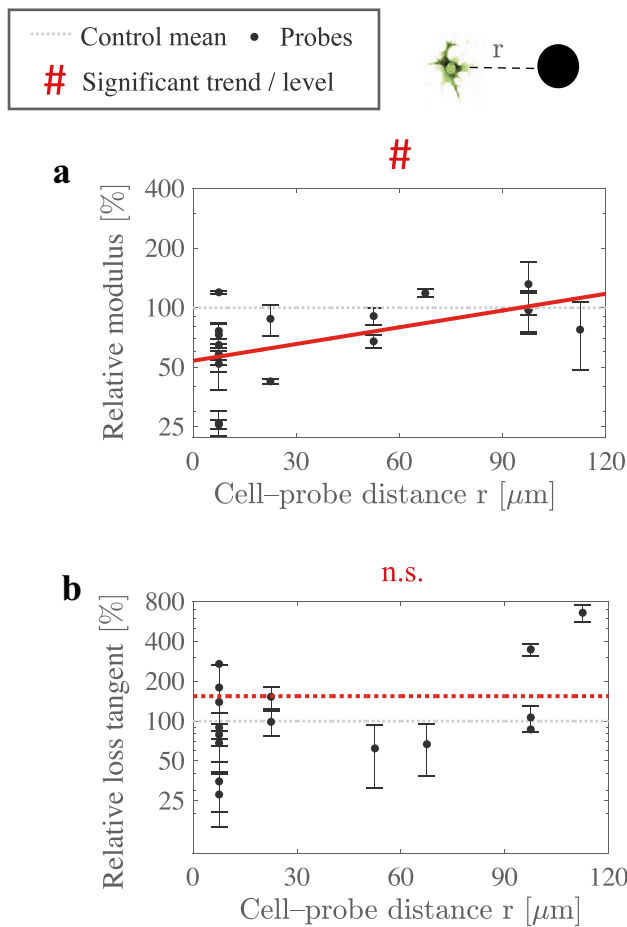 Control mean
Probes
# Significant trend / level
r
#
a
Relative modulus [%]
400
200
100
50
25
0 30 60 90 120
Cell–probe distance r [μm]
n.s.
b
Relative loss tangent [%]
800
400
200
100
50
25
0 30 60 90 120
Cell–probe distance r [μm]